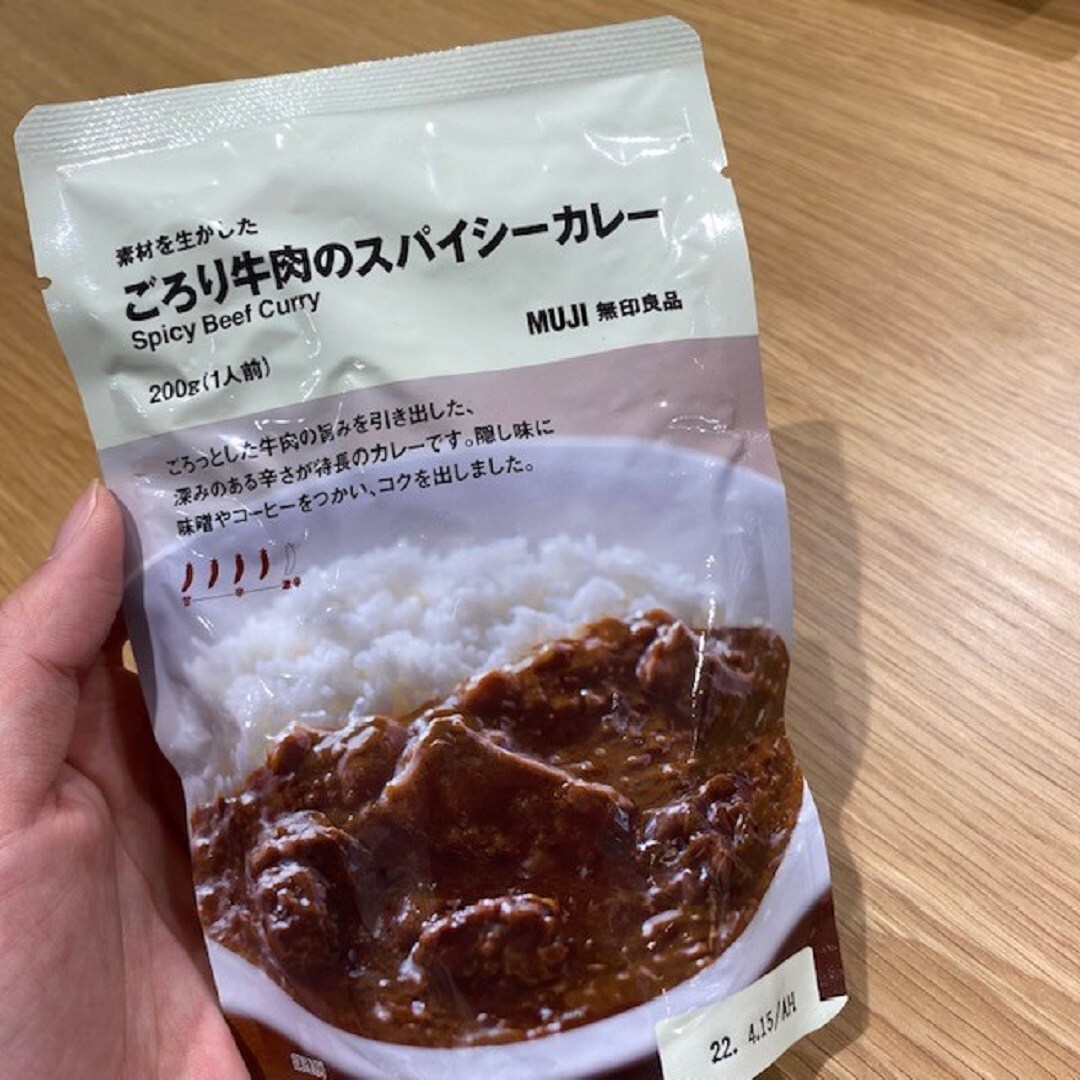 素材を生かした
ごろり牛肉のスパイシーカレー
Spicy Beef Curry
MUJI 無印良品
200g(1人前)
ごろっとした牛肉の旨みを引き出した、
深みのある辛さが特長のカレーです。隠し味に
味噌やコーヒーをつかい、コクを出しました。
辛
22. 4.15/AH